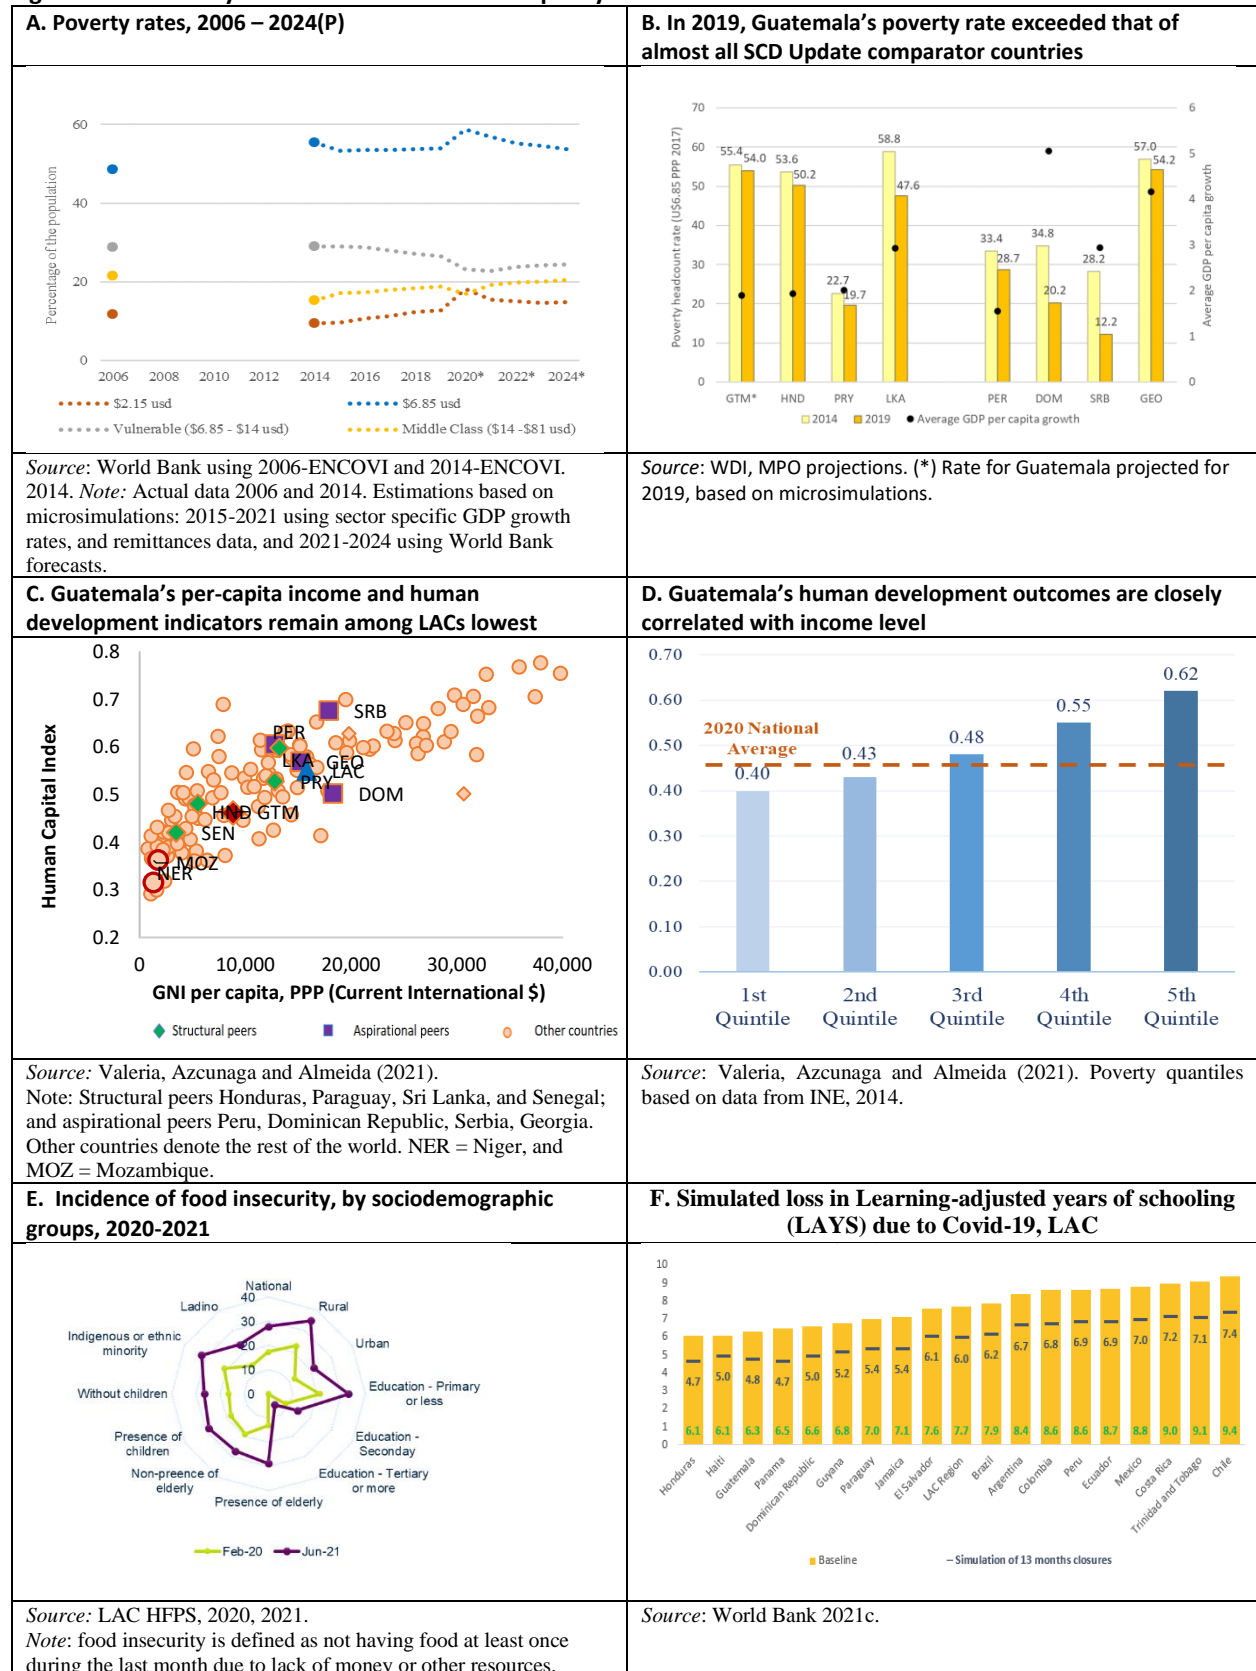 A. Poverty rates, 2006 – 2024(P)
Percentage of the population
60
40
20
0
2006 2008 2010 2012 2014 2016 2018 2020* 2022* 2024*
$2.15 usd
$6.85 usd
Vulnerable ($6.85 - $14 usd)
Middle Class ($14 -$81 usd)
Source: World Bank using 2006-ENCOVI and 2014-ENCOVI.
2014. Note: Actual data 2006 and 2014. Estimations based on
microsimulations: 2015-2021 using sector specific GDP growth
rates, and remittances data, and 2021-2024 using World Bank
forecasts.
B. In 2019, Guatemala's poverty rate exceeded that of
almost all SCD Update comparator countries
Poverty headcount rate (U$6.85 PPP 2017)
70
60
50
40
30
20
10
0
55.4 54.0 53.6 50.2 22.7 19.7 58.8 47.6 33.4 28.7 34.8 20.2 28.2 12.2 57.0 54.2
6
5
4
3
2
1
0
Average GDP per capita growth
GTM* HND PRY LKA PER DOM SRB GEO
2014 2019 Average GDP per capita growth
Source: WDI, MPO projections. (*) Rate for Guatemala projected for
2019, based on microsimulations.
C. Guatemala's per-capita income and human
development indicators remain among LACs lowest
Human Capital Index
0.8
0.7
0.6
0.5
0.4
0.3
0.2
SRB
PER
LKA
GEO
LAC
PRY
DOM
HND GTM
SEN
MOZ
NER
0 10,000 20,000 30,000 40,000
GNI per capita, PPP (Current International $)
Structural peers Aspirational peers Other countries
Source: Valeria, Azcunaga and Almeida (2021).
Note: Structural peers Honduras, Paraguay, Sri Lanka, and Senegal;
and aspirational peers Peru, Dominican Republic, Serbia, Georgia.
Other countries denote the rest of the world. NER = Niger, and
MOZ = Mozambique.
D. Guatemala's human development outcomes are closely
correlated with income level
0.70
0.60
0.50
0.40
0.30
0.20
0.10
0.00
2020 National
Average
0.40 0.43 0.48 0.55 0.62
1st
Quintile
2nd
Quintile
3rd
Quintile
4th
Quintile
5th
Quintile
Source: Valeria, Azcunaga and Almeida (2021). Poverty quantiles
based on data from INE, 2014.
E. Incidence of food insecurity, by sociodemographic
groups, 2020-2021
National
Rural
Urban
Education - Primary
or less
Education -
Seconday
Education - Tertiary
or more
Presence of elderly
Non-preence of
elderly
Presence of
children
Without children
Indigenous or ethnic
minority
Ladino
40
30
20
10
0
Feb-20 Jun-21
Source: LAC HFPS, 2020, 2021.
Note: food insecurity is defined as not having food at least once
during the last month due to lack of money or other resources.
F. Simulated loss in Learning-adjusted years of schooling
(LAYS) due to Covid-19, LAC
10
9
8
7
6
5
4
3
2
1
0
4.7 5.0 4.8 4.7 5.0 5.2 5.4 5.4 6.1 6.0 6.2 6.7 6.8 6.9 6.9 7.0 7.2 7.1 7.4
6.1 6.1 6.3 6.5 6.6 6.8 7.0 7.1 7.6 7.7 7.9 8.4 8.6 8.6 8.7 8.8 9.0 9.1 9.4
Honduras
Haiti
Guatemala
Panama
Dominican Republic
Guyana
Paraguay
Jamaica
El Salvador
LAC Region
Brazil
Argentina
Colombia
Peru
Ecuador
Mexico
Costa Rica
Trinidad and Tobago
Chile
Baseline
Simulation of 13 months closures
Source: World Bank 2021c.